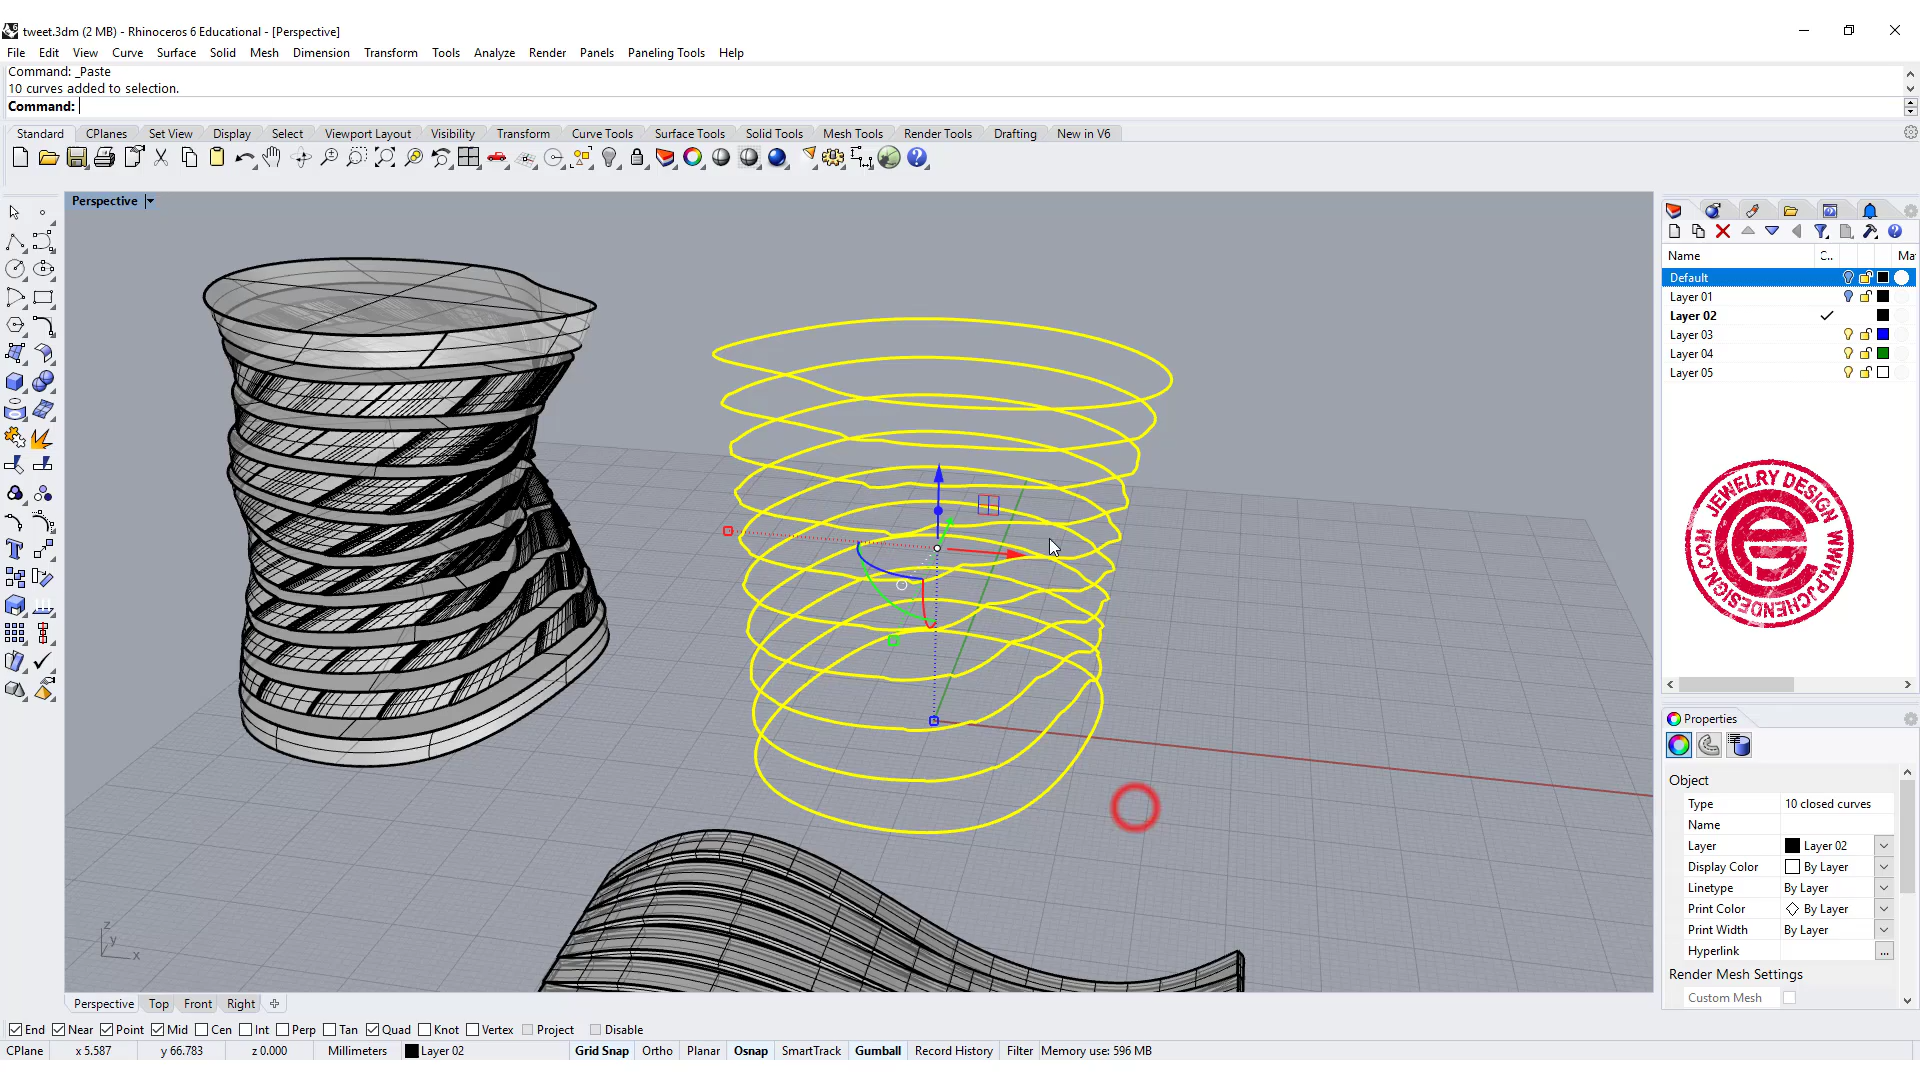 tweet.3dm (2 MB) - Rhinoceros 6 Educational - [Perspective]
File Edit View Curve Surface Solid Mesh Dimension Transform Tools Analyze Render Panels Paneling Tools Help
Command: _Paste
10 curves added to selection.
Command:
Standard CPlanes Set View Display Select Viewport Layout Visibility Transform Curve Tools Surface Tools Solid Tools Mesh Tools Render Tools Drafting New in V6
Perspective
Name C.. Ma
Default
Layer 01
Layer 02
Layer 03
Layer 04
Layer 05
JEWELRY DESIGN
WWW.PJCHENDESIGN.COM
Properties
Object
Type 10 closed curves
Name
Layer Layer 02
Display Color By Layer
Linetype By Layer
Print Color By Layer
Print Width By Layer
Hyperlink ...
Render Mesh Settings
Custom Mesh
z
y
x
Perspective Top Front Right
End Near Point Mid Cen Int Perp Tan Quad Knot Vertex Project Disable
CPlane x 5.587 y 66.783 z 0.000 Millimeters Layer 02 Grid Snap Ortho Planar Osnap SmartTrack Gumball Record History Filter Memory use: 596 MB